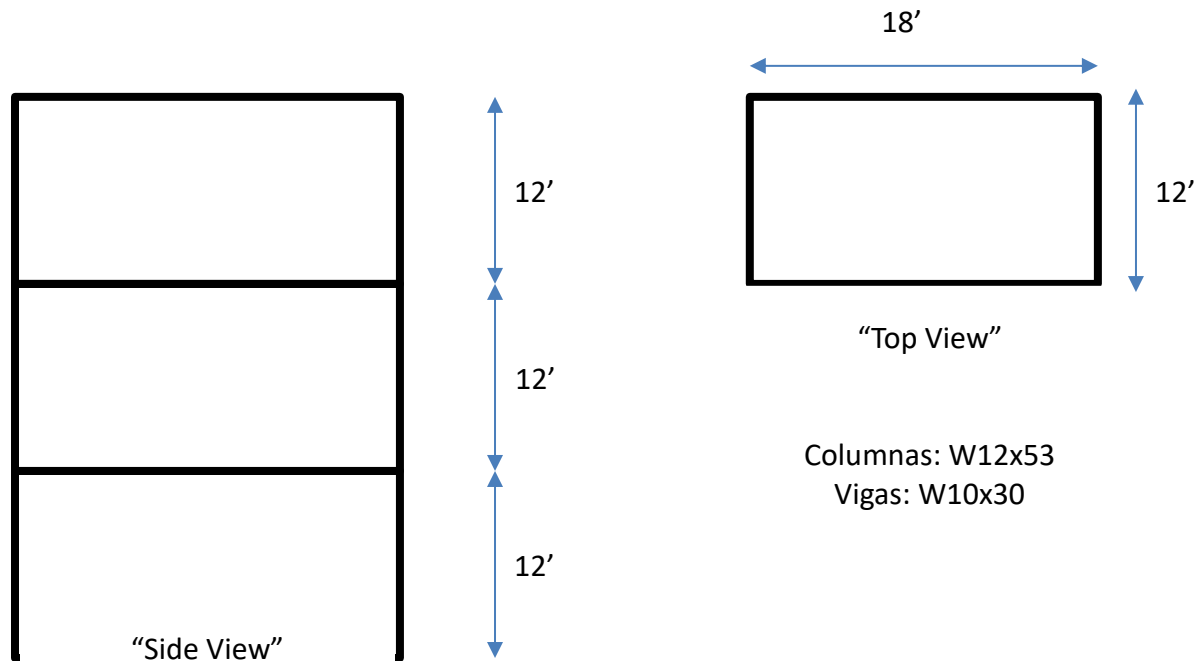 18’
12’
12’
“Top View”
12’
Columnas: W12x53
Vigas: W10x30
12’
“Side View”